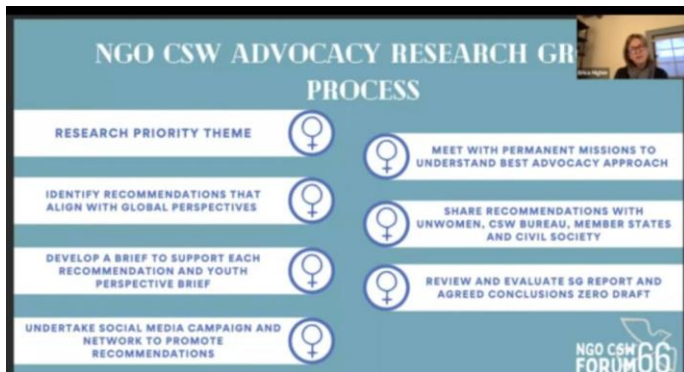 NGO CSW ADVOCACY RESEARCH GR
PROCESS
RESEARCH PRIORITY THEME
IDENTIFY RECOMMENDATIONS THAT
ALIGN WITH GLOBAL PERSPECTIVES
DEVELOP A BRIEF TO SUPPORT EACH
RECOMMENDATION AND YOUTH
PERSPECTIVE BRIEF
UNDERTAKE SOCIAL MEDIA CAMPAIGN AND
NETWORK TO PROMOTE
RECOMMENDATIONS
MEET WITH PERMANENT MISSIONS TO
UNDERSTAND BEST ADVOCACY APPROACH
SHARE RECOMMENDATIONS WITH
UNWOMEN, CSW BUREAU, MEMBER STATES
AND CIVIL SOCIETY
REVIEW AND EVALUATE SG REPORT AND
AGREED CONCLUSIONS ZERO DRAFT
NGO CSW
FORUM 66